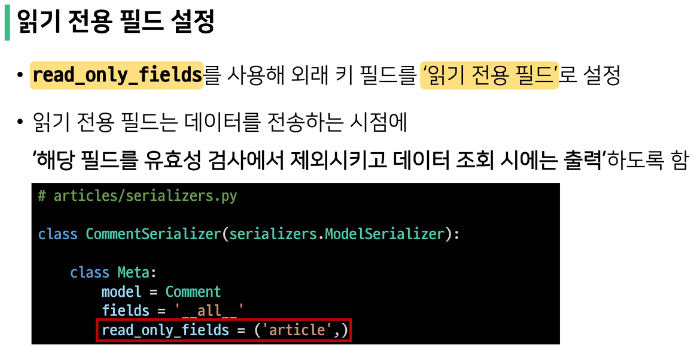 읽기 전용 필드 설정
• read_only_fields를 사용해 외래 키 필드를 ‘읽기 전용 필드’로 설정
• 읽기 전용 필드는 데이터를 전송하는 시점에
‘해당 필드를 유효성 검사에서 제외시키고 데이터 조회 시에는 출력’하도록 함
# articles/serializers.py
class CommentSerializer(serializers.ModelSerializer):
class Meta:
model = Comment
fields = '__all__'
read_only_fields = ('article',)